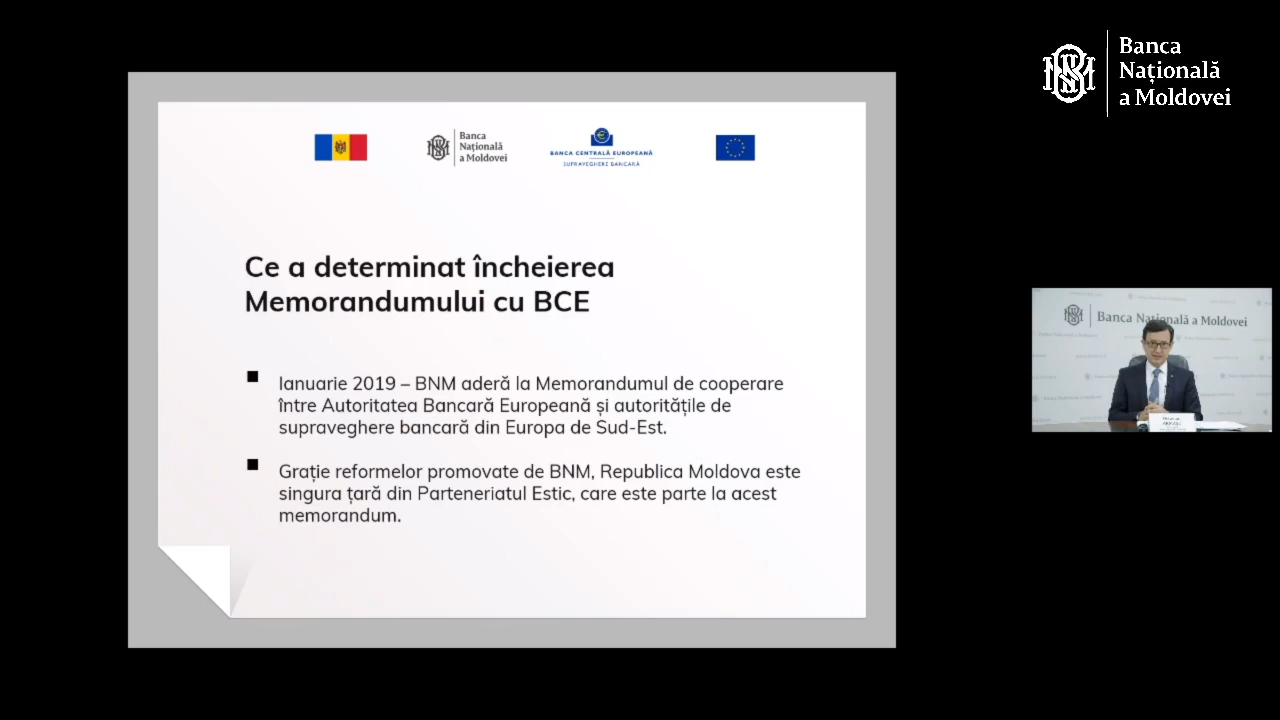 Banca
Națională
a Moldovei
Banca
Națională
a Moldovei
BANCA CENTRALĂ EUROPEANĂ
SUPRAVEGHERE BANCARĂ
Ce a determinat încheierea
Memorandumului cu BCE
Ianuarie 2019 – BNM aderă la Memorandumul de cooperare
între Autoritatea Bancară Europeană și autoritățile de
supraveghere bancară din Europa de Sud-Est.
Grație reformelor promovate de BNM, Republica Moldova este
singura țară din Parteneriatul Estic, care este parte la acest
memorandum.
Banca Națională a Moldovei